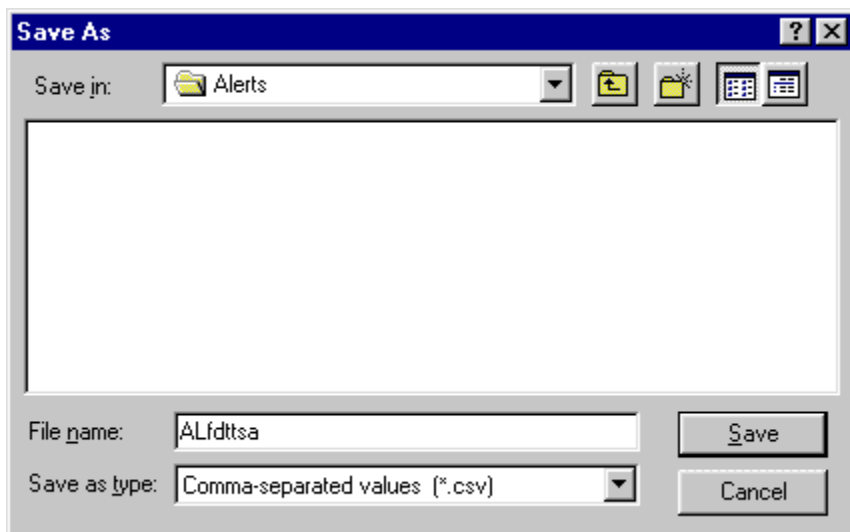 Save As
Save in: Alerts
File name: ALfdttsa Save
Save as type: Comma-separated values (*.csv) Cancel